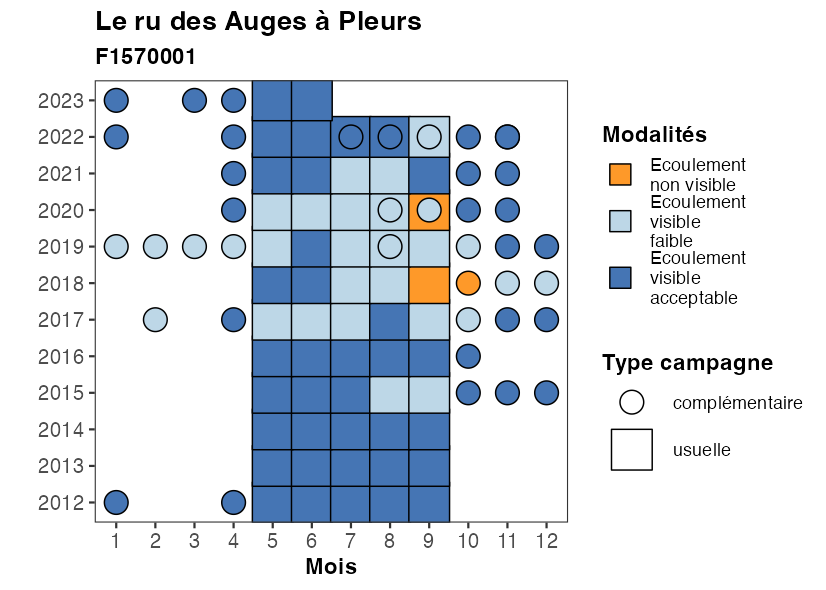 Le ru des Auges à Pleurs
F1570001
2023
2022
2021
2020
2019
2018
2017
2016
2015
2014
2013
2012
1 2 3 4 5 6 7 8 9 10 11 12
Mois
Modalités
Ecoulement
non visible
Ecoulement
visible
faible
Ecoulement
visible
acceptable
Type campagne
complémentaire
usuelle